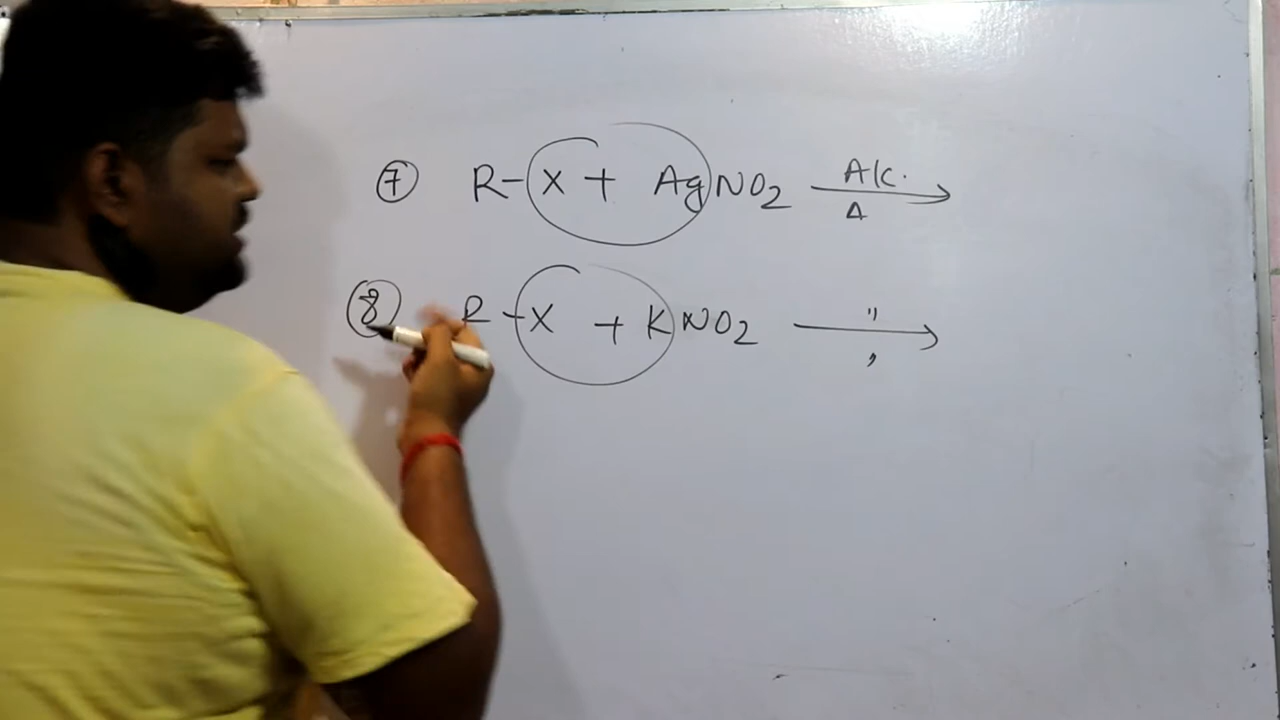 ⑦ R-X + AgNO2 Alc. Δ →
⑧ R-X + KNO2 " , →